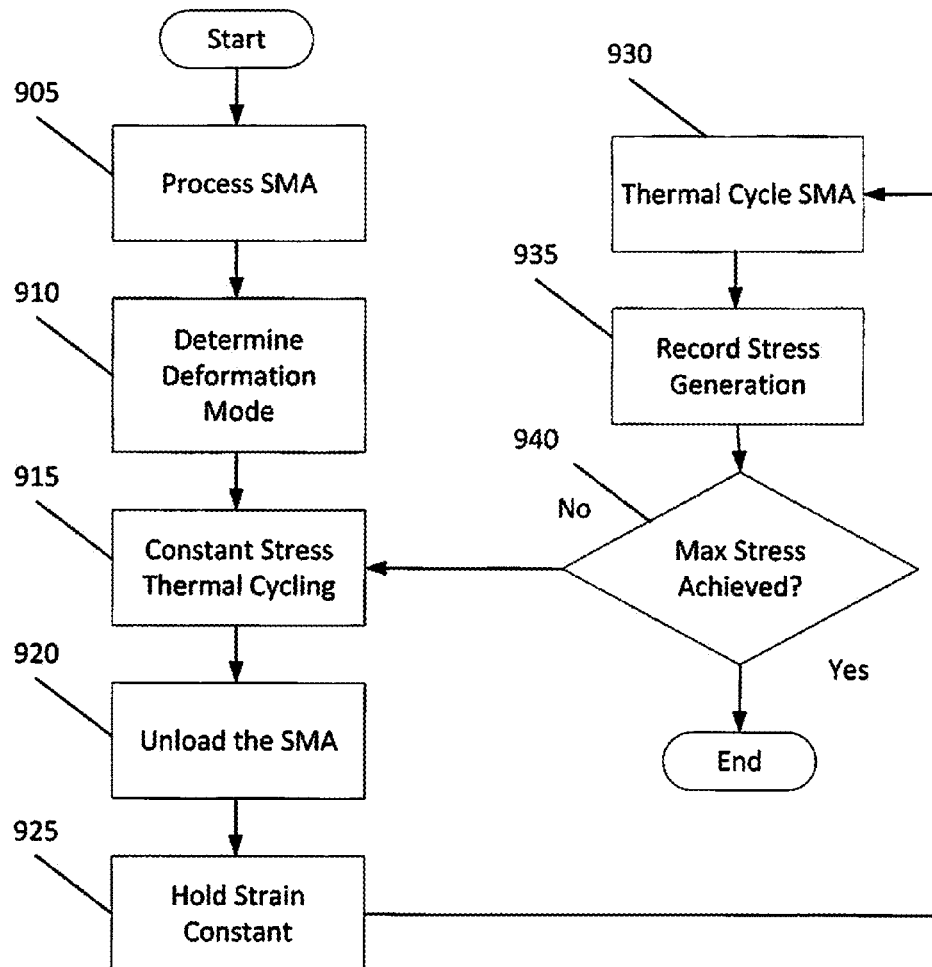 Start
905
Process SMA
910
Determine
Deformation
Mode
915
Constant Stress
Thermal Cycling
920
Unload the SMA
925
Hold Strain
Constant
930
Thermal Cycle SMA
935
Record Stress
Generation
940
No
Max Stress
Achieved?
Yes
End